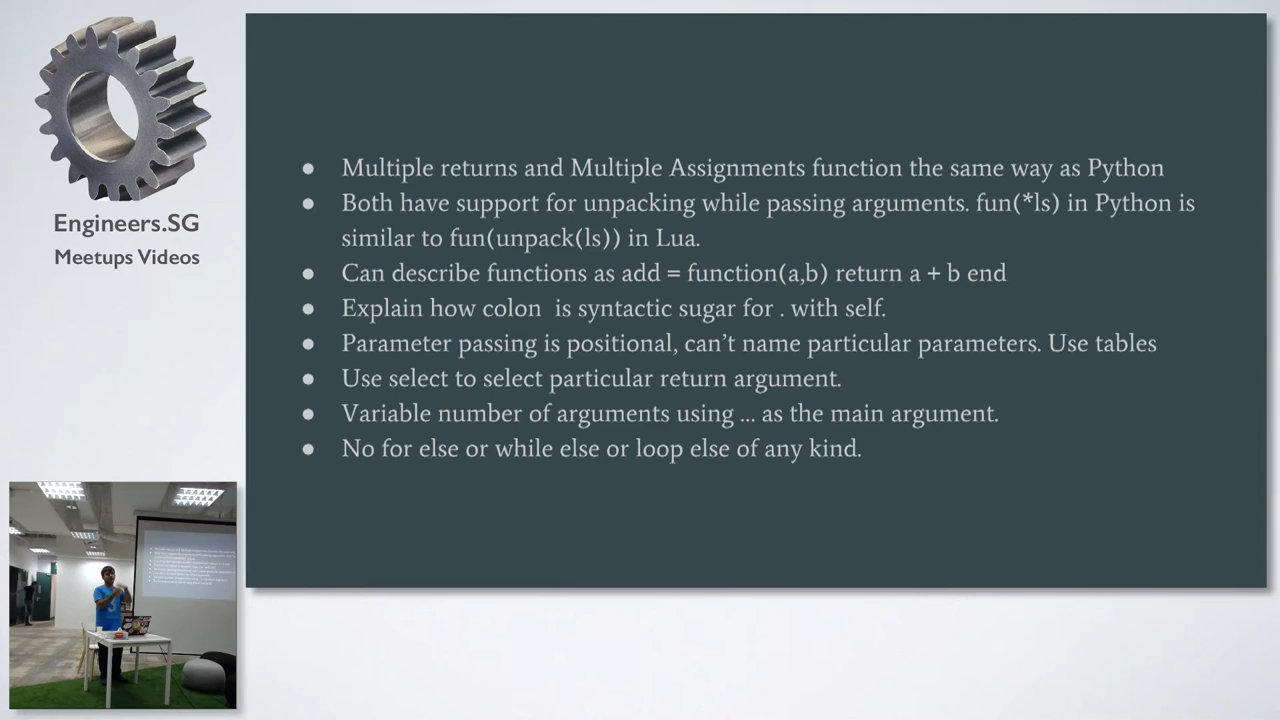 Engineers.SG
Meetups Videos
● Multiple returns and Multiple Assignments function the same way as Python
● Both have support for unpacking while passing arguments. fun(*ls) in Python is
similar to fun(unpack(ls)) in Lua.
● Can describe functions as add = function(a,b) return a + b end
● Explain how colon  is syntactic sugar for . with self.
● Parameter passing is positional, can’t name particular parameters. Use tables
● Use select to select particular return argument.
● Variable number of arguments using ... as the main argument.
● No for else or while else or loop else of any kind.